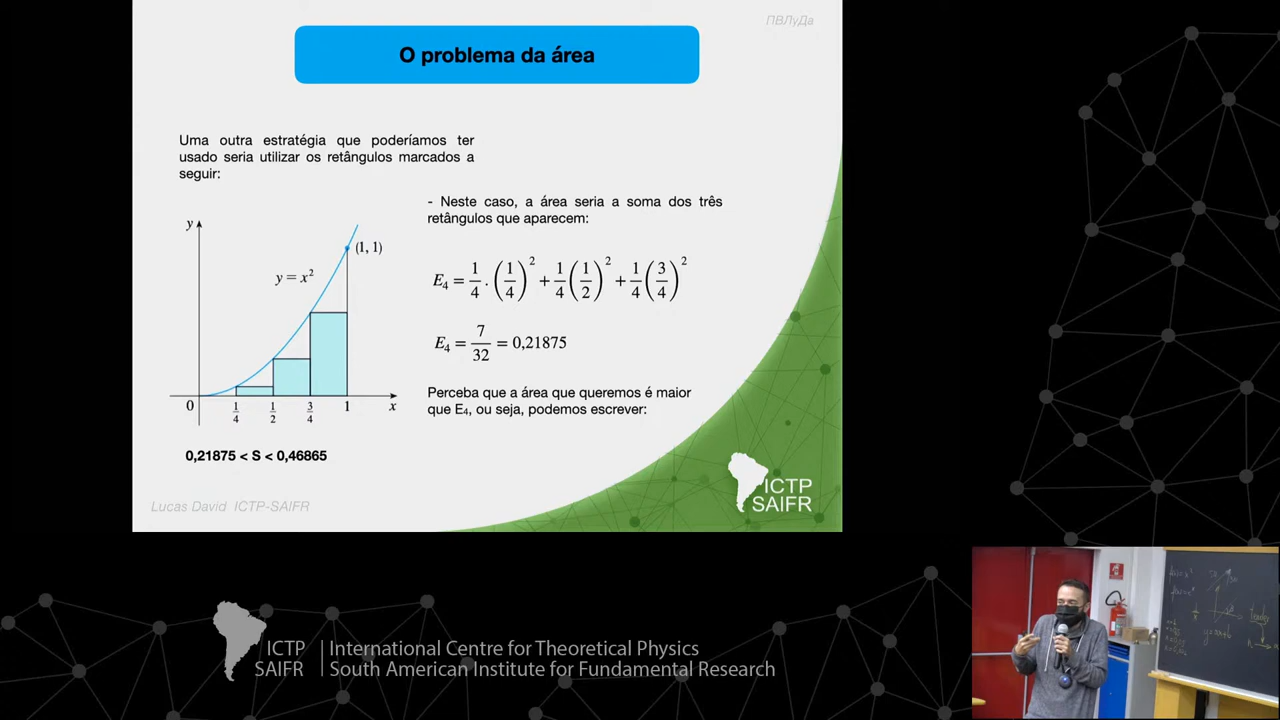 ПВЛуДа
O problema da área
Uma outra estratégia que poderíamos ter
usado seria utilizar os retângulos marcados a
seguir:
- Neste caso, a área seria a soma dos três
retângulos que aparecem:
y
(1, 1)
y = x²
0 1/4 1/2 3/4 1 x
E₄ = 1/4 . (1/4)² + 1/4 (1/2)² + 1/4 (3/4)²
E₄ = 7/32 = 0,21875
Perceba que a área que queremos é maior
que E₄, ou seja, podemos escrever:
0,21875 < S < 0,46865
Lucas David ICTP-SAIFR
ICTP
SAIFR
ICTP
SAIFR
International Centre for Theoretical Physics
South American Institute for Fundamental Research